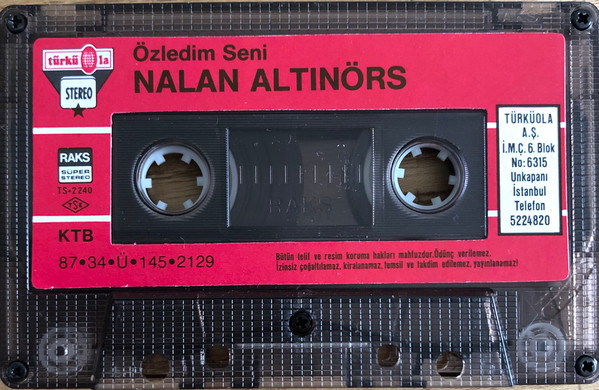 türkü ola
Özledim Seni
NALAN ALTINÖRS
STEREO
RAKS
SUPER
STEREO
TS-2240
TSE
KTB
87•34•Ü•145•2129
RAKS
TÜRKÜOLA
A.Ş.
İ.M.Ç. 6. Blok
No: 6315
Unkapanı
İstanbul
Telefon
5224820
Bütün telif ve resim koruma hakları mahfuzdur. Ödünç verilemez.
İzinsiz çoğaltılamaz, kiralanamaz, temsil ve takdim edilemez, yayınlanamaz!